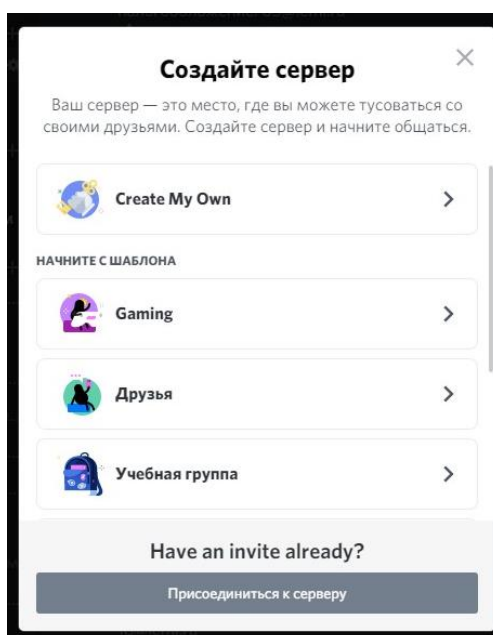 Создайте сервер
Ваш сервер — это место, где вы можете тусоваться со
своими друзьями. Создайте сервер и начните общаться.
Create My Own
НАЧНИТЕ С ШАБЛОНА
Gaming
Друзья
Учебная группа
Have an invite already?
Присоединиться к серверу